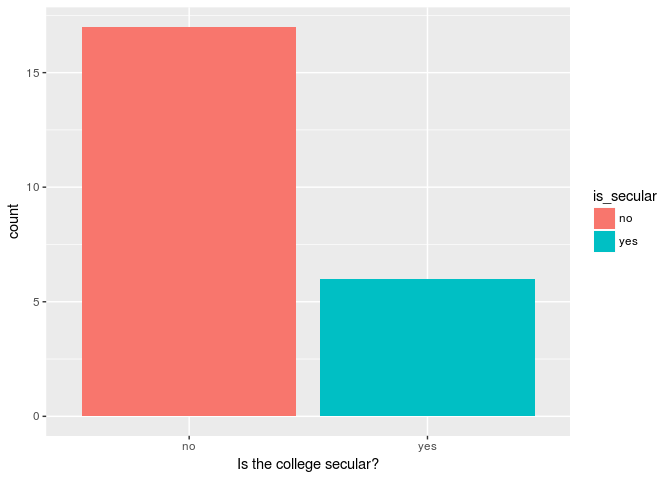 15
10
5
0
count
no
yes
Is the college secular?
is_secular
no
yes